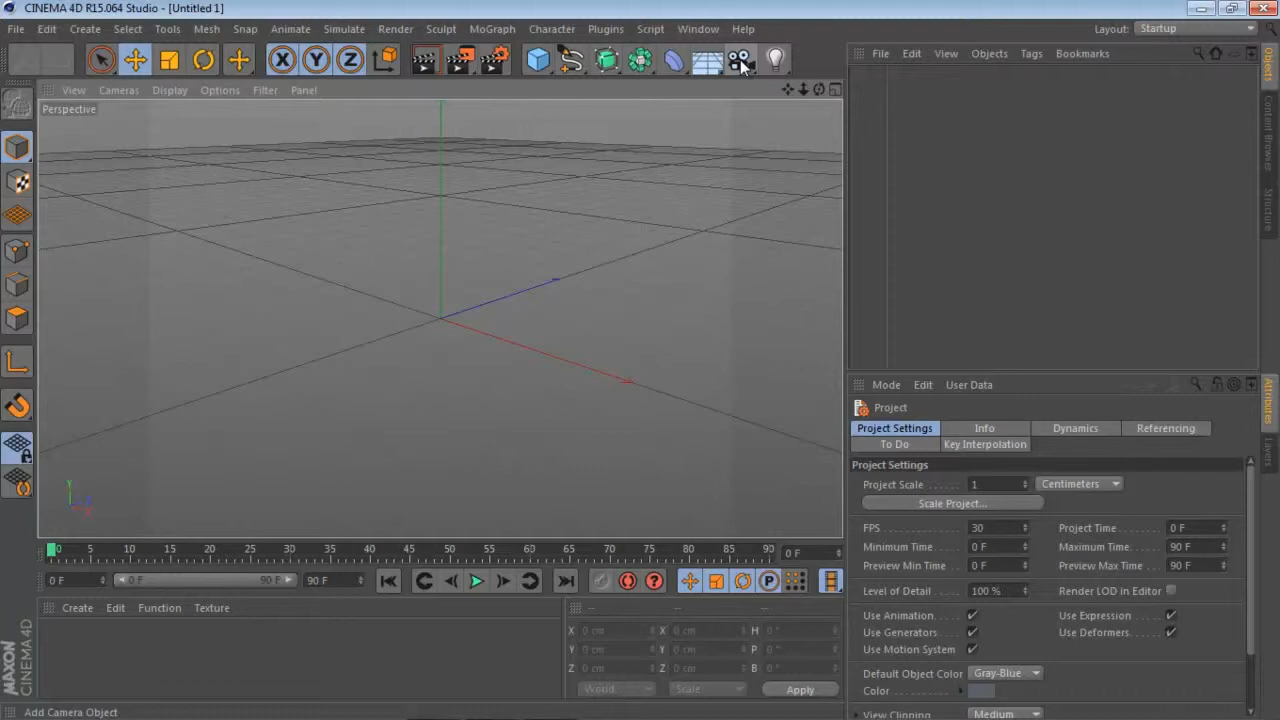 CINEMA 4D R15.064 Studio - [Untitled 1]
File Edit Create Select Tools Mesh Snap Animate Simulate Render Sculpt MoGraph Character Plugins Script Window Help Layout: Startup
File Edit View Objects Tags Bookmarks
X Y Z
View Cameras Display Options Filter Panel
Perspective
Objects
Content Browser
Structure
Y
X
Mode Edit User Data
Project
Project Settings Info Dynamics Referencing
To Do Key Interpolation
Attributes
Layers
Project Settings
Project Scale 1 Centimeters
Scale Project...
FPS 30 Project Time 0 F
Minimum Time 0 F Maximum Time 90 F
Preview Min Time 0 F Preview Max Time 90 F
Level of Detail 100 % Render LOD in Editor
Use Animation Use Expression
Use Generators Use Deformers
Use Motion System
Default Object Color Gray-Blue
Color
View Clipping Medium
0 5 10 15 20 25 30 35 40 45 50 55 60 65 70 75 80 85 90 0 F
0 F 0 F 90 F 90 F
P
Create Edit Function Texture
-- -- --
X 0 cm X 0 cm H 0 °
Y 0 cm Y 0 cm P 0 °
Z 0 cm Z 0 cm B 0 °
World Scale Apply
MAXON
CINEMA 4D
Add Camera Object